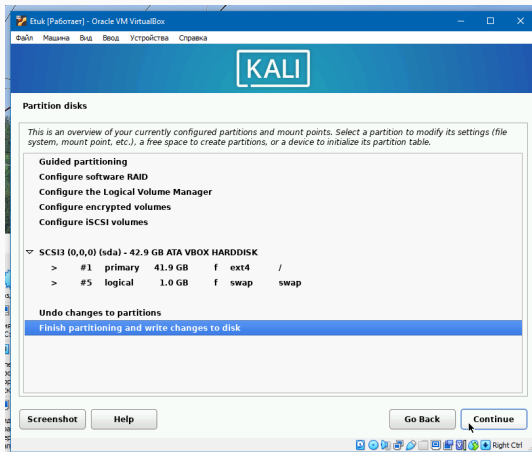 Etuk [Работает] - Oracle VM VirtualBox
Файл Машина Вид Ввод Устройства Справка
KALI
Partition disks
This is an overview of your currently configured partitions and mount points. Select a partition to modify its settings (file
system, mount point, etc.), a free space to create partitions, or a device to initialize its partition table.
Guided partitioning
Configure software RAID
Configure the Logical Volume Manager
Configure encrypted volumes
Configure iSCSI volumes
SCSI3 (0,0,0) (sda) - 42.9 GB ATA VBOX HARDDISK
> #1 primary 41.9 GB f ext4 /
> #5 logical 1.0 GB f swap swap
Undo changes to partitions
Finish partitioning and write changes to disk
Screenshot Help Go Back Continue
Right Ctrl